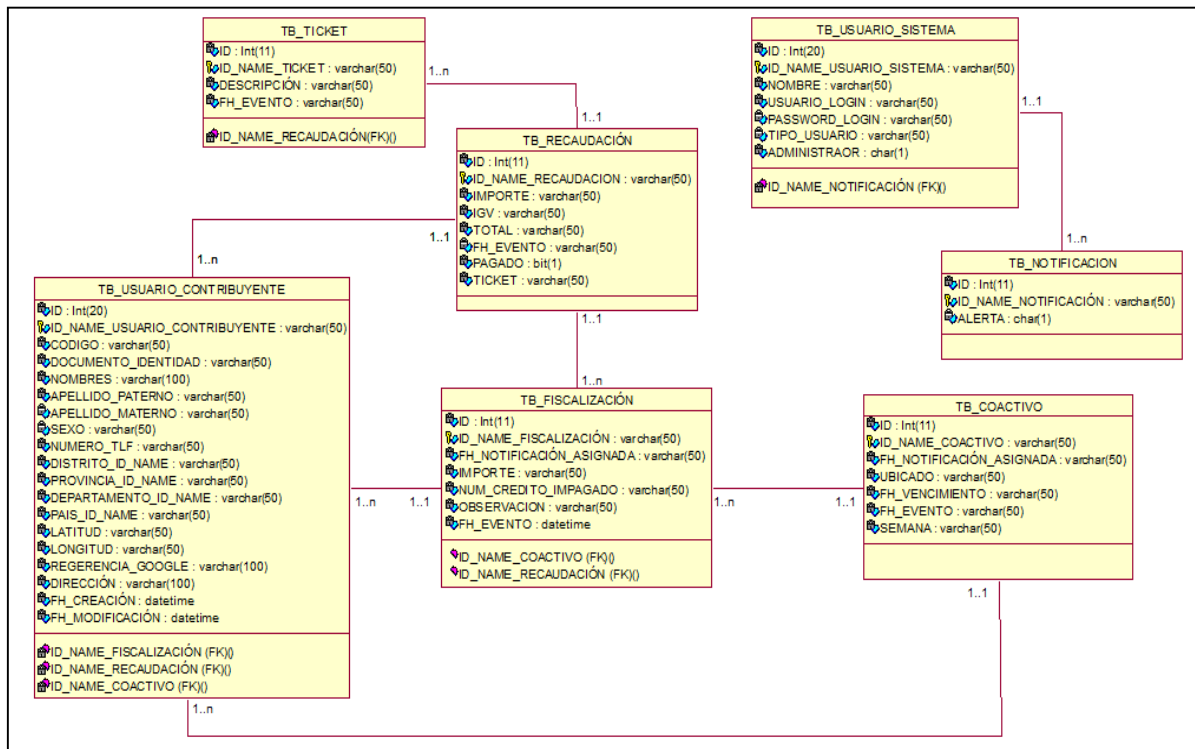 TB_TICKET
ID : Int(11)
ID_NAME_TICKET : varchar(50)
DESCRIPCIÓN : varchar(50)
FH_EVENTO : varchar(50)
ID_NAME_RECAUDACIÓN(FK)()
1..n
1..1
TB_USUARIO_SISTEMA
ID : Int(20)
ID_NAME_USUARIO_SISTEMA : varchar(50)
NOMBRE : varchar(50)
USUARIO_LOGIN : varchar(50)
PASSWORD_LOGIN : varchar(50)
TIPO_USUARIO : varchar(50)
ADMINISTRAOR : char(1)
ID_NAME_NOTIFICACIÓN (FK)()
1..1
1..n
TB_RECAUDACIÓN
ID : Int(11)
ID_NAME_RECAUDACION : varchar(50)
IMPORTE : varchar(50)
IGV : varchar(50)
TOTAL : varchar(50)
FH_EVENTO : varchar(50)
PAGADO : bit(1)
TICKET : varchar(50)
1..1
1..n
1..1
1..n
TB_NOTIFICACION
ID : Int(11)
ID_NAME_NOTIFICACIÓN : varchar(50)
ALERTA : char(1)
TB_USUARIO_CONTRIBUYENTE
ID : Int(20)
ID_NAME_USUARIO_CONTRIBUYENTE : varchar(50)
CODIGO : varchar(50)
DOCUMENTO_IDENTIDAD : varchar(50)
NOMBRES : varchar(100)
APELLIDO_PATERNO : varchar(50)
APELLIDO_MATERNO : varchar(50)
SEXO : varchar(50)
NUMERO_TLF : varchar(50)
DISTRITO_ID_NAME : varchar(50)
PROVINCIA_ID_NAME : varchar(50)
DEPARTAMENTO_ID_NAME : varchar(50)
PAIS_ID_NAME : varchar(50)
LATITUD : varchar(50)
LONGITUD : varchar(50)
REGERENCIA_GOOGLE : varchar(100)
DIRECCIÓN : varchar(100)
FH_CREACIÓN : datetime
FH_MODIFICACIÓN : datetime
ID_NAME_FISCALIZACIÓN (FK)()
ID_NAME_RECAUDACIÓN (FK)()
ID_NAME_COACTIVO (FK)()
1..n
1..1
TB_FISCALIZACIÓN
ID : Int(11)
ID_NAME_FISCALIZACIÓN : varchar(50)
FH_NOTIFICACIÓN_ASIGNADA : varchar(50)
IMPORTE : varchar(50)
NUM_CREDITO_IMPAGADO : varchar(50)
OBSERVACION : varchar(50)
FH_EVENTO : datetime
ID_NAME_COACTIVO (FK)()
ID_NAME_RECAUDACIÓN (FK)()
1..n
1..1
TB_COACTIVO
ID : Int(11)
ID_NAME_COACTIVO : varchar(50)
FH_NOTIFICACIÓN_ASIGNADA : varchar(50)
UBICADO : varchar(50)
FH_VENCIMIENTO : varchar(50)
FH_EVENTO : varchar(50)
SEMANA : varchar(50)
1..1
1..n